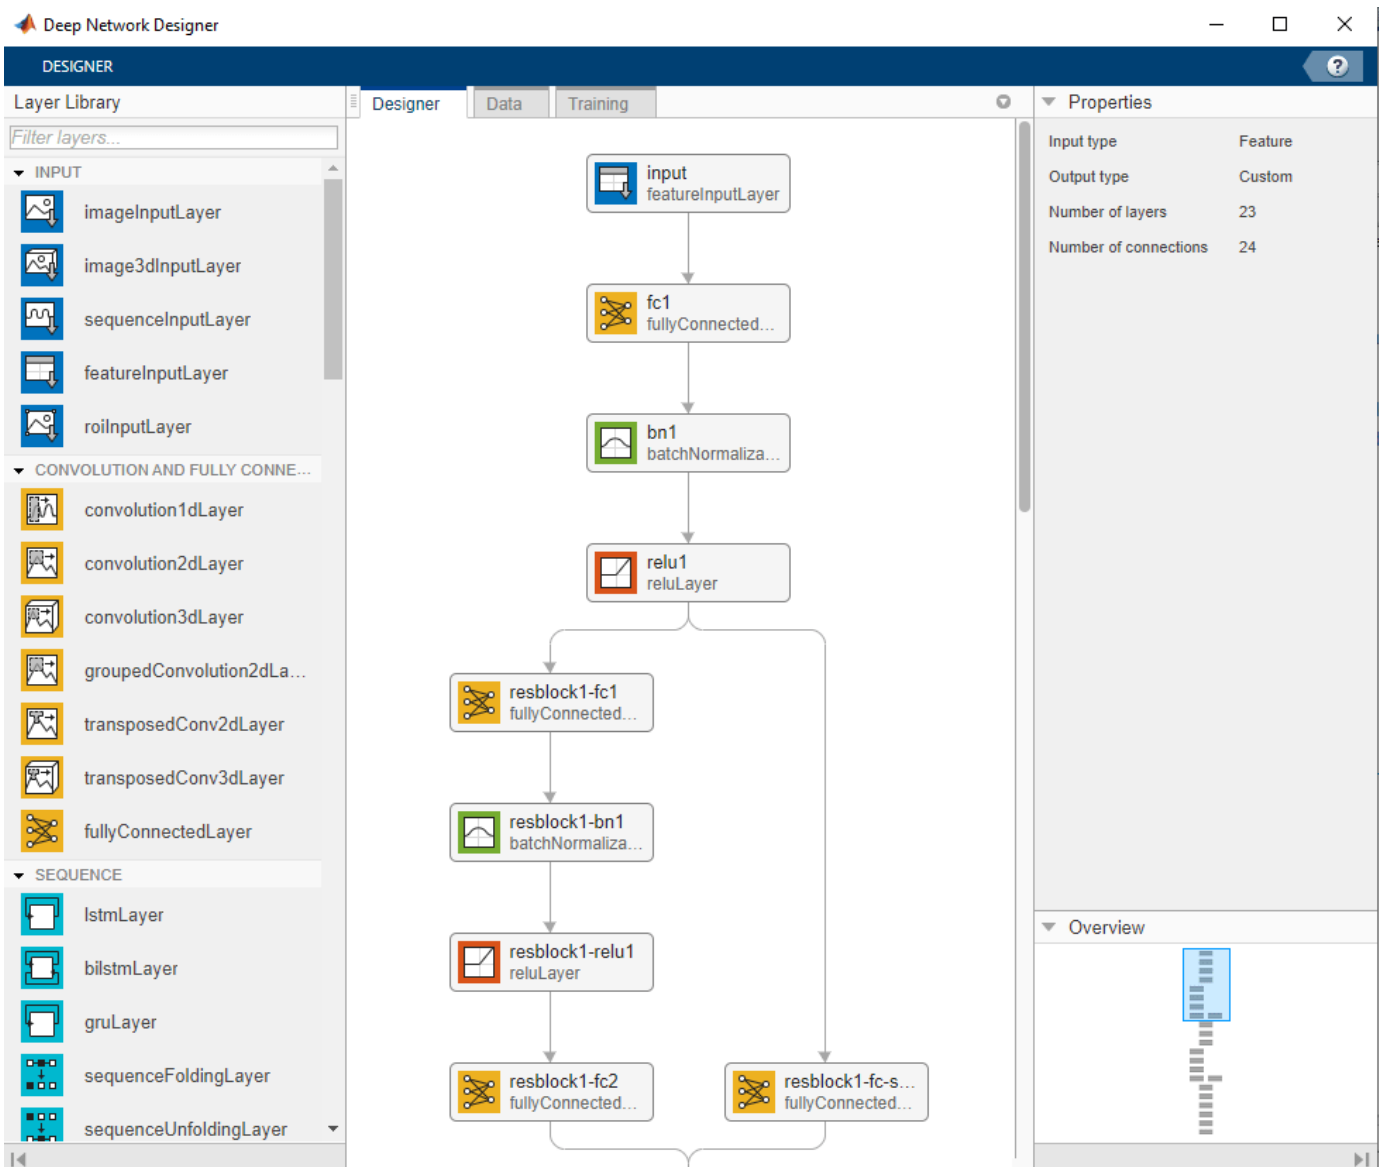 Deep Network Designer
DESIGNER
?
Layer Library
Filter layers...
INPUT
imageInputLayer
image3dInputLayer
sequenceInputLayer
featureInputLayer
roiInputLayer
CONVOLUTION AND FULLY CONNE...
convolution1dLayer
convolution2dLayer
convolution3dLayer
groupedConvolution2dLa...
transposedConv2dLayer
transposedConv3dLayer
fullyConnectedLayer
SEQUENCE
lstmLayer
bilstmLayer
gruLayer
sequenceFoldingLayer
sequenceUnfoldingLayer
Designer
Data
Training
input
featureInputLayer
fc1
fullyConnected...
bn1
batchNormaliza...
relu1
reluLayer
resblock1-fc1
fullyConnected...
resblock1-bn1
batchNormaliza...
resblock1-relu1
reluLayer
resblock1-fc2
fullyConnected...
resblock1-fc-s...
fullyConnected...
Properties
Input type Feature
Output type Custom
Number of layers 23
Number of connections 24
Overview